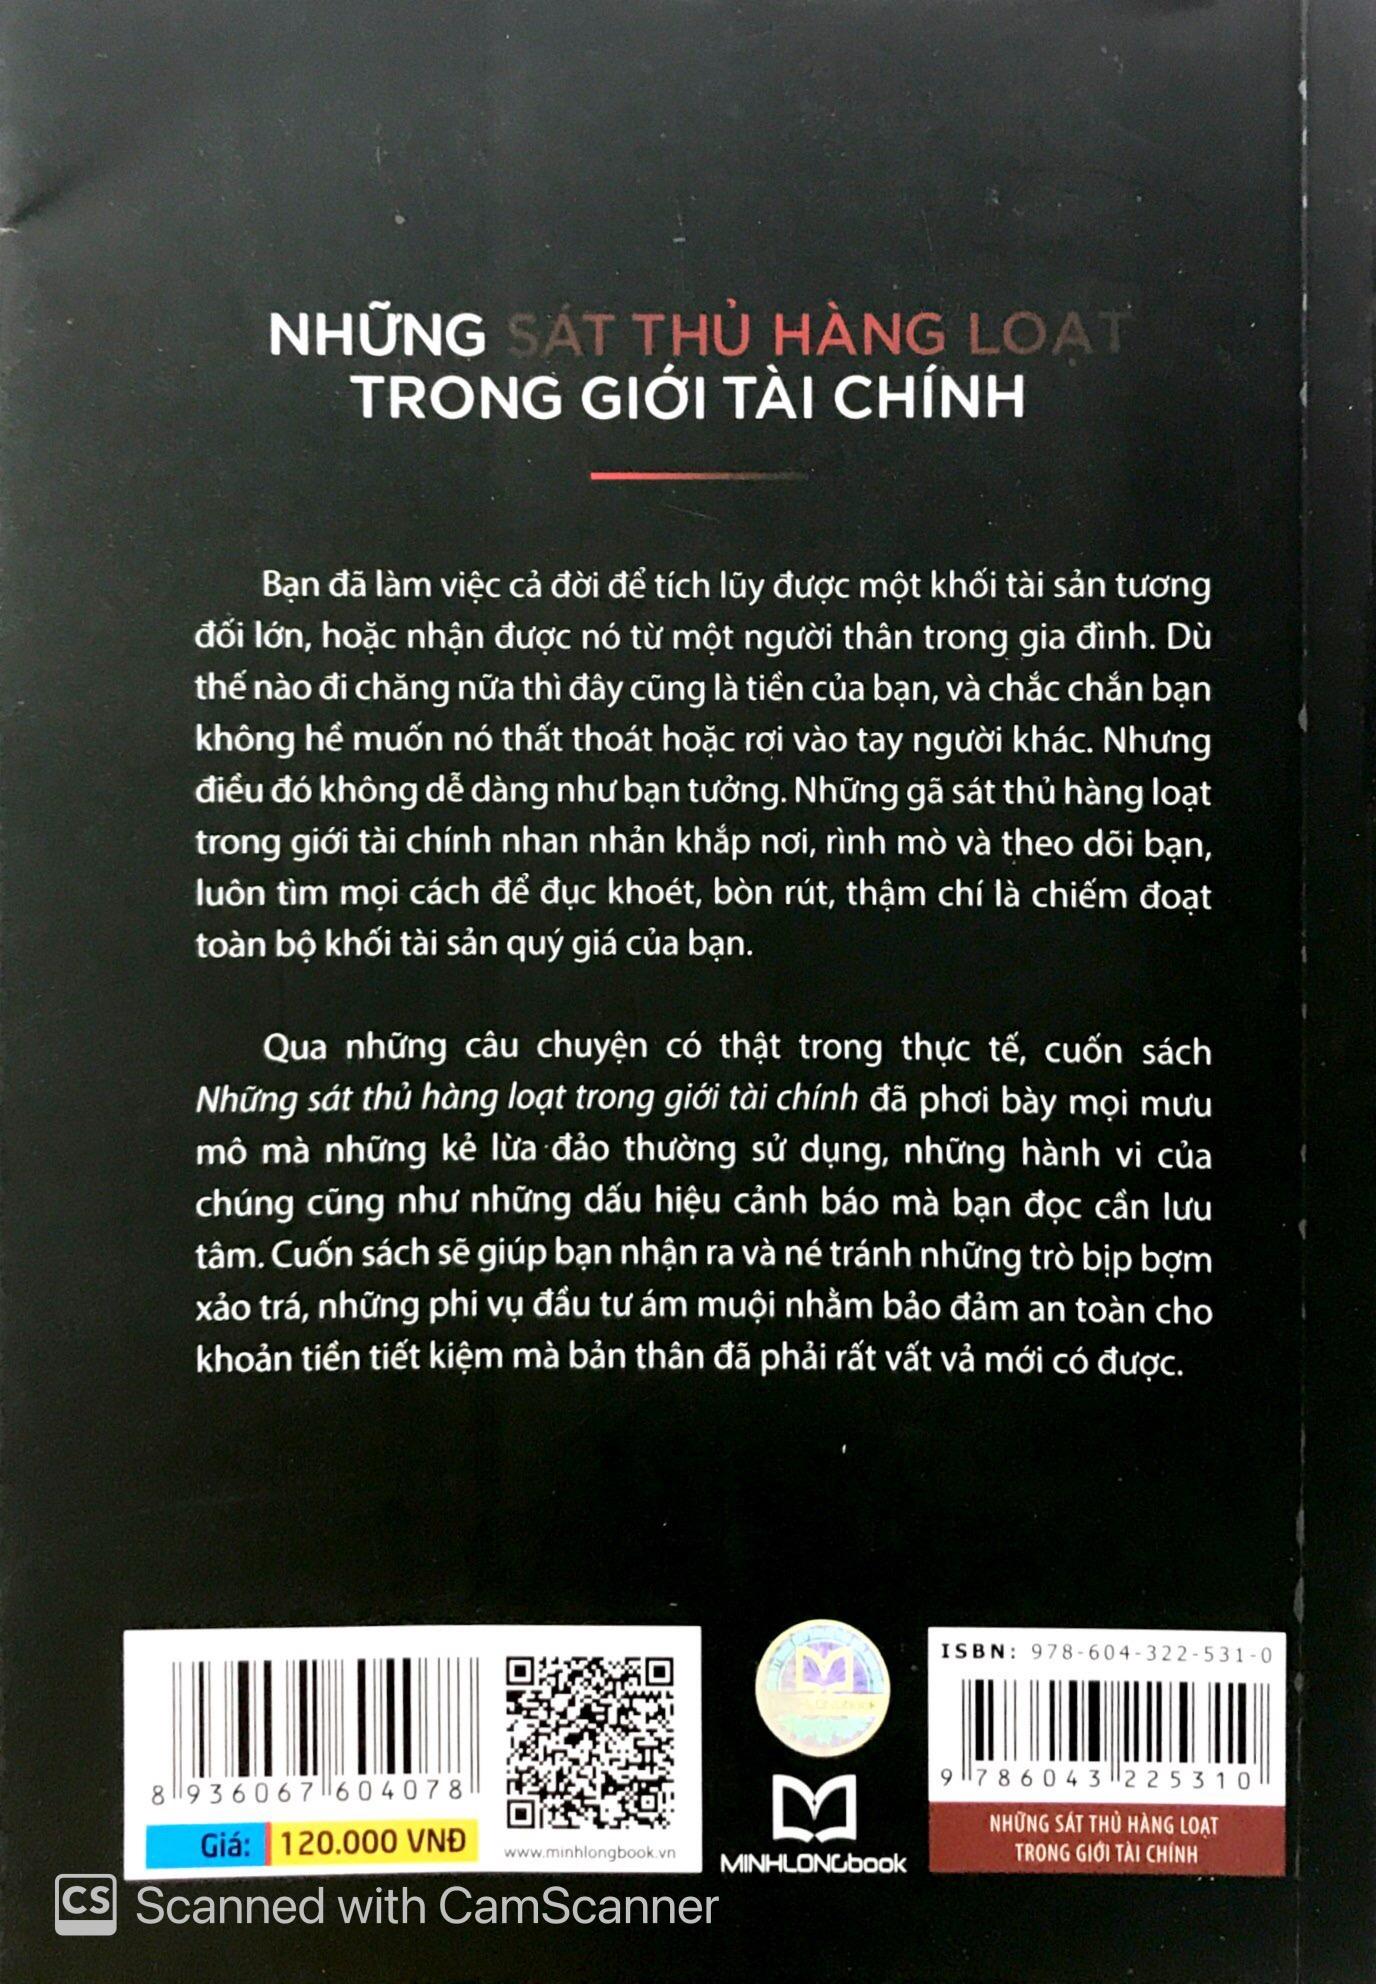 NHỮNG SÁT THỦ HÀNG LOẠT
TRONG GIỚI TÀI CHÍNH
Bạn đã làm việc cả đời để tích lũy được một khối tài sản tương
đối lớn, hoặc nhận được nó từ một người thân trong gia đình. Dù
thế nào đi chăng nữa thì đây cũng là tiền của bạn, và chắc chắn bạn
không hề muốn nó thất thoát hoặc rơi vào tay người khác. Nhưng
điều đó không dễ dàng như bạn tưởng. Những gã sát thủ hàng loạt
trong giới tài chính nhan nhản khắp nơi, rình mò và theo dõi bạn,
luôn tìm mọi cách để đục khoét, bòn rút, thậm chí là chiếm đoạt
toàn bộ khối tài sản quý giá của bạn.
Qua những câu chuyện có thật trong thực tế, cuốn sách
Những sát thủ hàng loạt trong giới tài chính đã phơi bày mọi mưu
mô mà những kẻ lừa đảo thường sử dụng, những hành vi của
chúng cũng như những dấu hiệu cảnh báo mà bạn đọc cần lưu
tâm. Cuốn sách sẽ giúp bạn nhận ra và né tránh những trò bịp bợm
xảo trá, những phi vụ đầu tư ám muội nhằm bảo đảm an toàn cho
khoản tiền tiết kiệm mà bản thân đã phải rất vất vả mới có được.
8 936067 604078
Giá: 120.000 VNĐ
www.minhlongbook.vn
MINHLONGbook
ISBN: 978-604-322-531-0
9 786043 225310
NHỮNG SÁT THỦ HÀNG LOẠT
TRONG GIỚI TÀI CHÍNH
CS Scanned with CamScanner